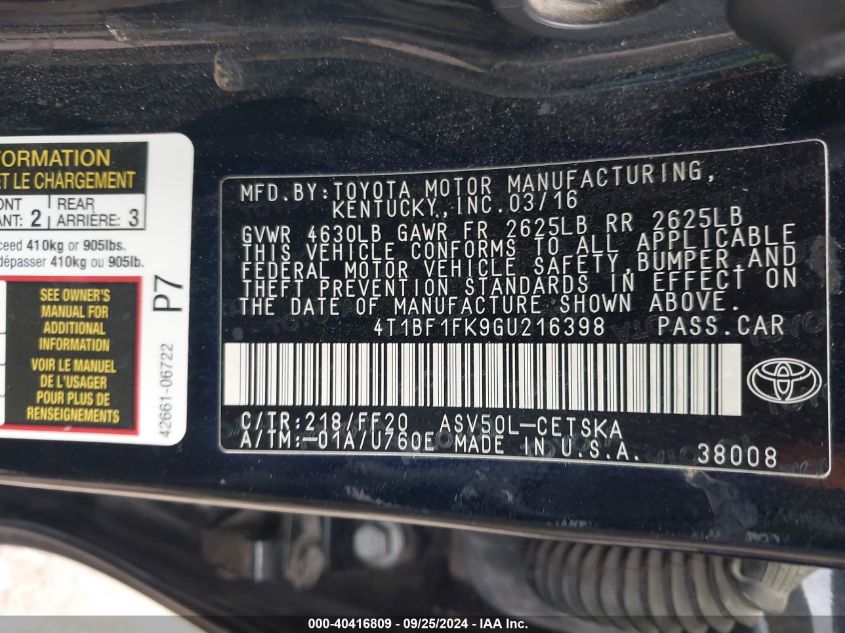 FORMATION
ET LE CHARGEMENT
ONT
ANT: 2
REAR
ARRIÈRE: 3
ceed 410kg or 905lbs.
dépasser 410kg ou 905lb.
SEE OWNER'S
MANUAL FOR
ADDITIONAL
INFORMATION
VOIR LE MANUEL
DE L'USAGER
POUR PLUS DE
RENSEIGNEMENTS
P7
42661-06722
MFD.BY:TOYOTA MOTOR MANUFACTURING,
KENTUCKY,INC.03/16
GVWR 4630LB GAWR FR 2625LB RR 2625LB
THIS VEHICLE CONFORMS TO ALL APPLICABLE
FEDERAL MOTOR VEHICLE SAFETY,BUMPER,AND
THEFT PREVENTION STANDARDS IN EFFECT ON
THE DATE OF MANUFACTURE SHOWN ABOVE.
4T1BF1FK9GU216398 PASS.CAR
C/TR:218/FF20 ASV50L-CETSKA
A/TM:-01A/U760E MADE IN U.S.A. 38008
000-40416809 - 09/25/2024 - © IAA Inc.